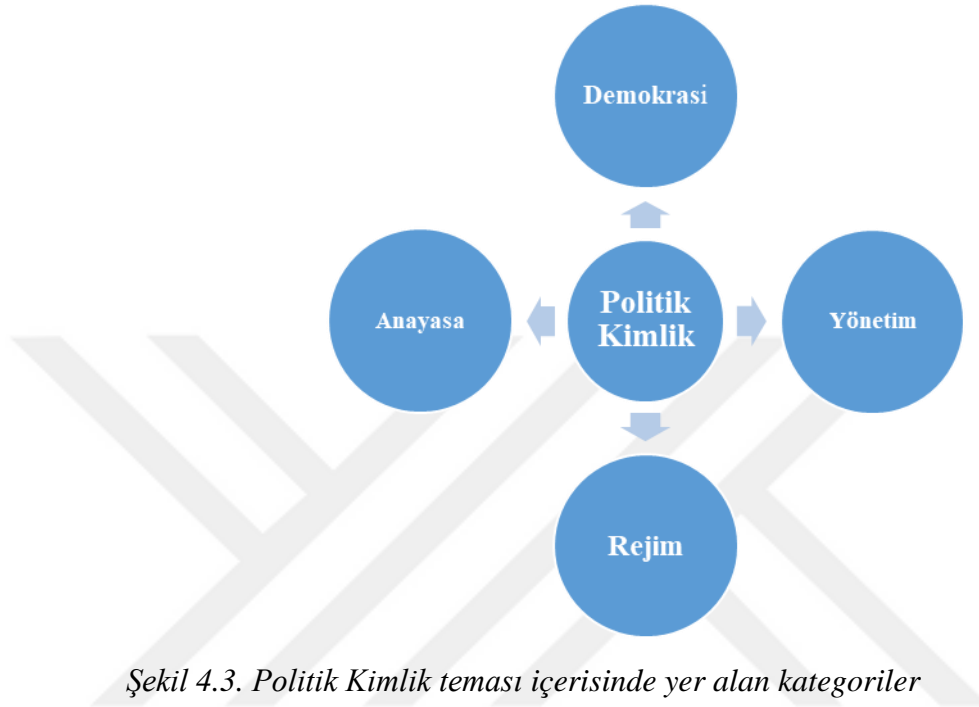 Demokrasi
Anayasa
Politik
Kimlik
Yönetim
Rejim
Şekil 4.3. Politik Kimlik teması içerisinde yer alan kategoriler